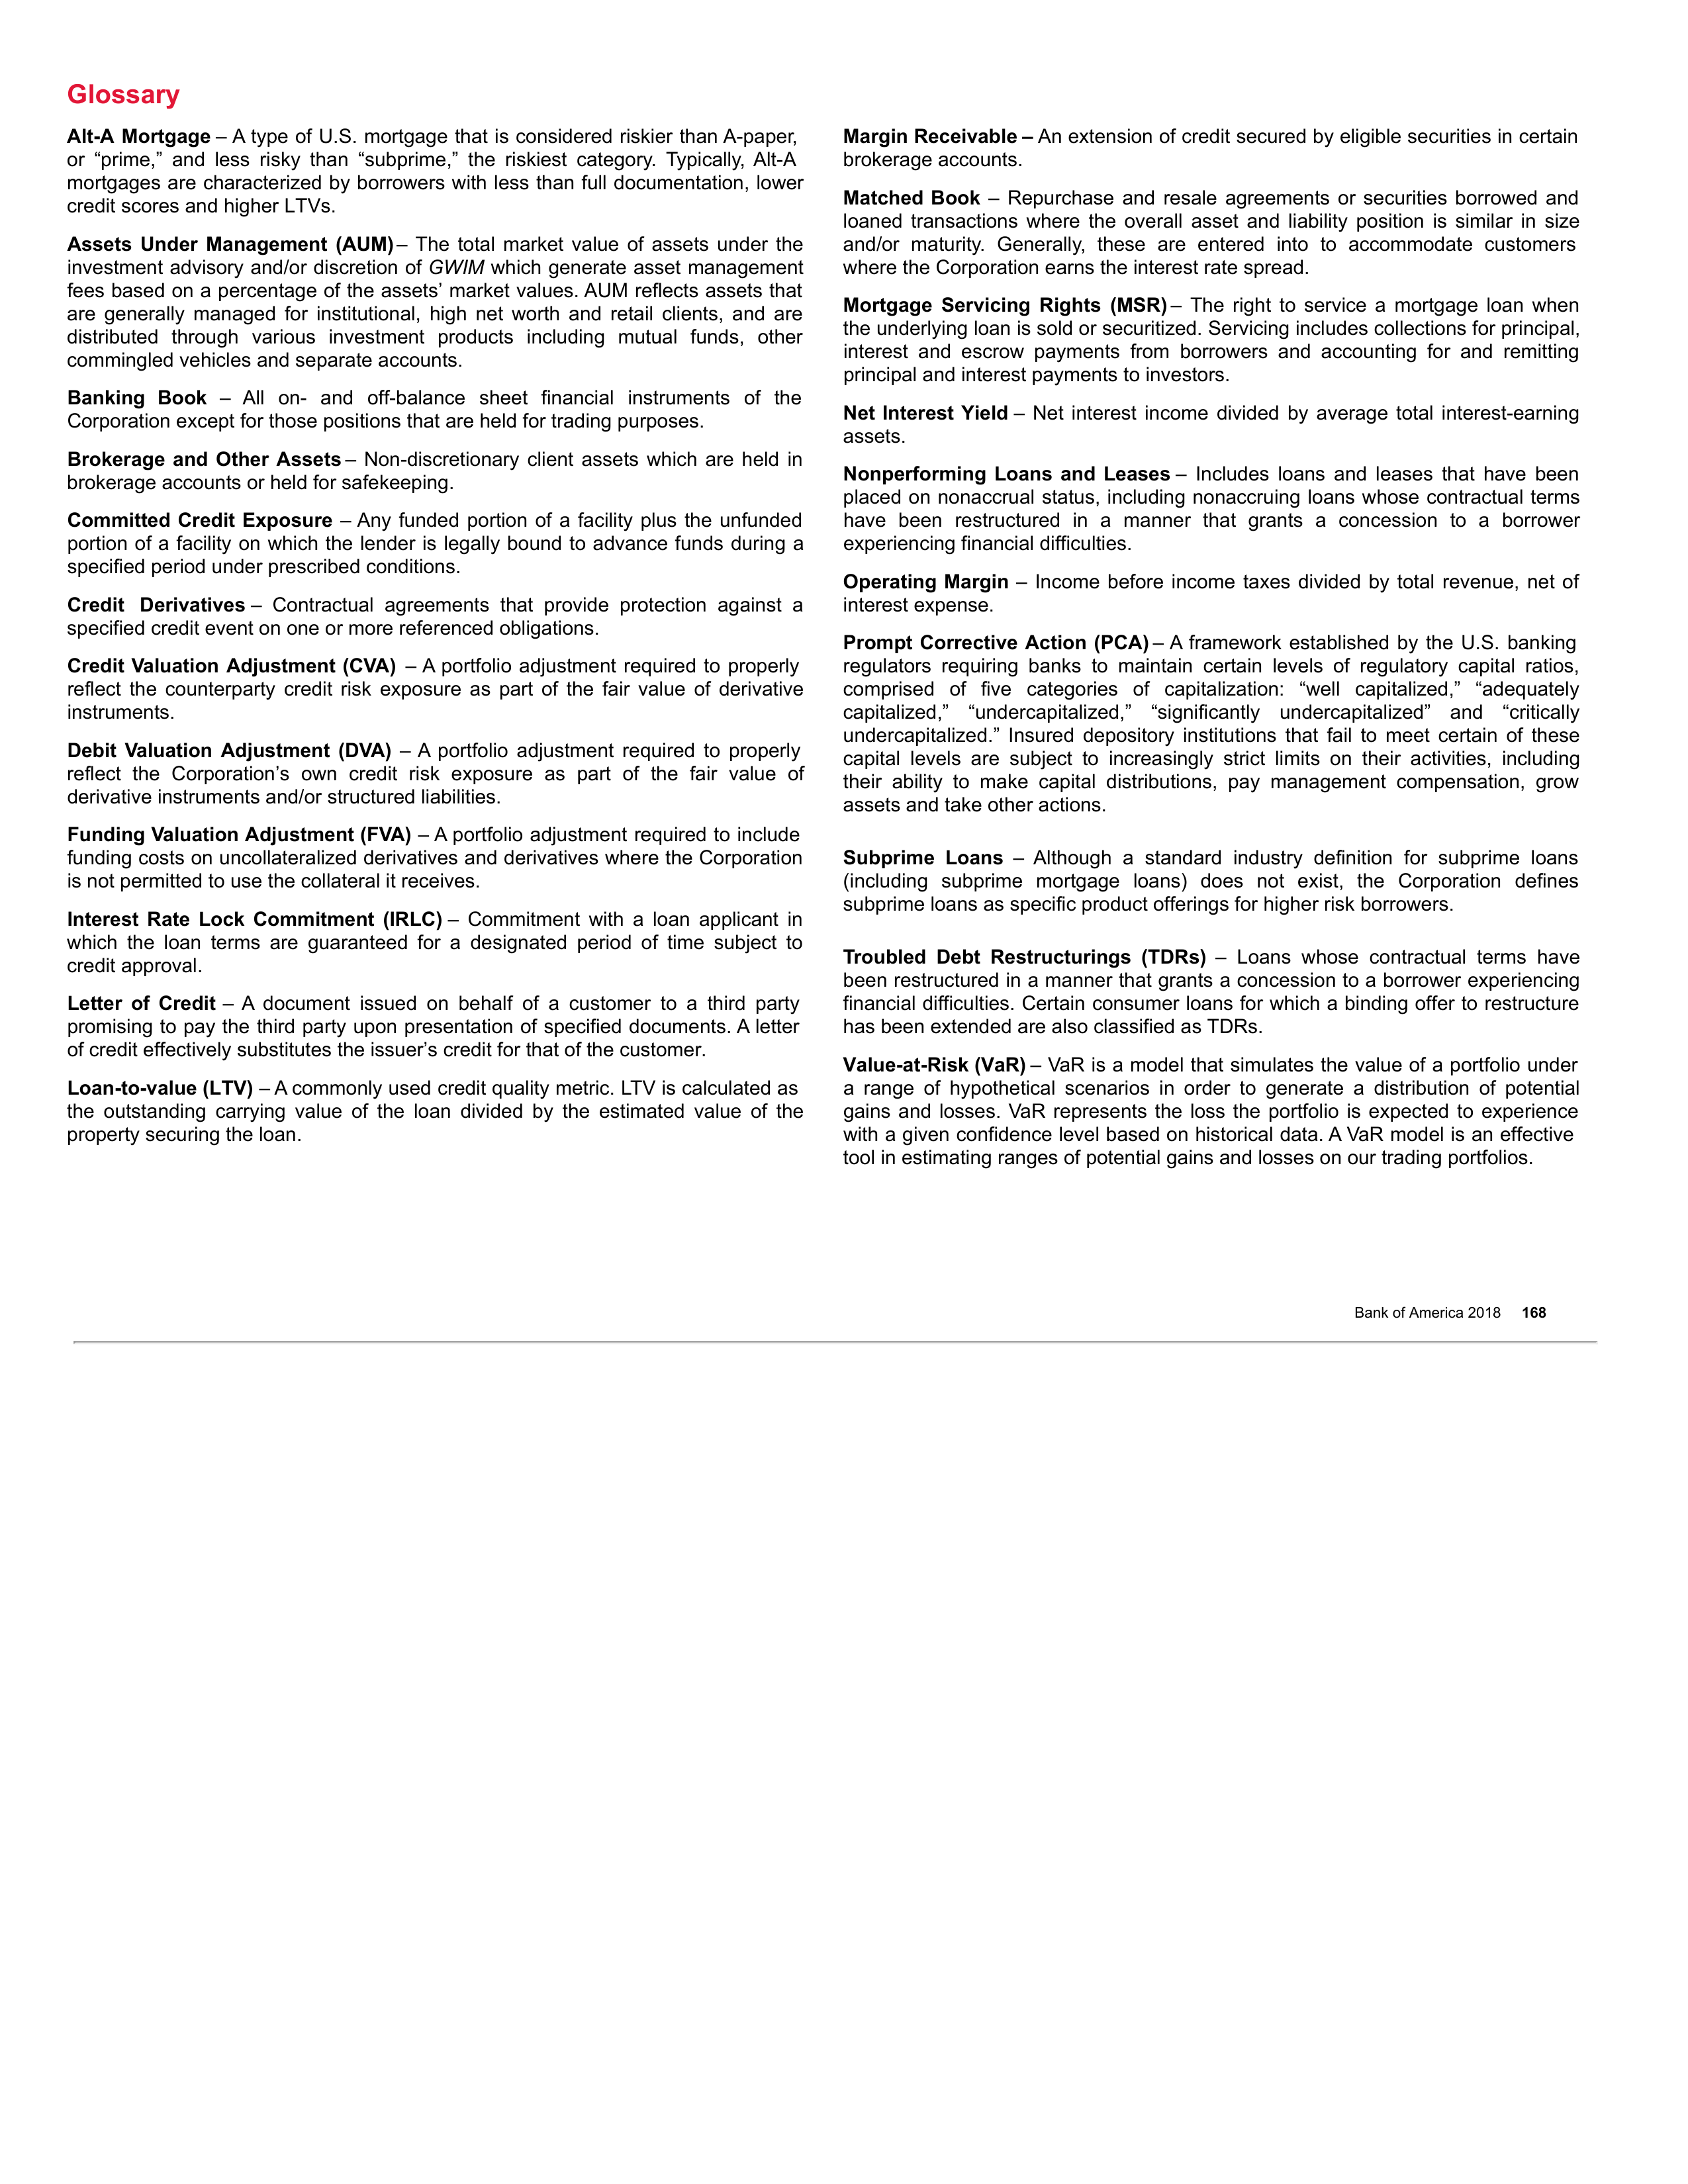 Glossary
Alt-A Mortgage – A type of U.S. mortgage that is considered riskier than A-paper,
or “prime,” and less risky than “subprime,” the riskiest category. Typically, Alt-A
mortgages are characterized by borrowers with less than full documentation, lower
credit scores and higher LTVs.
Assets Under Management (AUM) – The total market value of assets under the
investment advisory and/or discretion of GWIM which generate asset management
fees based on a percentage of the assets’ market values. AUM reflects assets that
are generally managed for institutional, high net worth and retail clients, and are
distributed through various investment products including mutual funds, other
commingled vehicles and separate accounts.
Banking Book – All on- and off-balance sheet financial instruments of the
Corporation except for those positions that are held for trading purposes.
Brokerage and Other Assets – Non-discretionary client assets which are held in
brokerage accounts or held for safekeeping.
Committed Credit Exposure – Any funded portion of a facility plus the unfunded
portion of a facility on which the lender is legally bound to advance funds during a
specified period under prescribed conditions.
Credit Derivatives – Contractual agreements that provide protection against a
specified credit event on one or more referenced obligations.
Credit Valuation Adjustment (CVA) – A portfolio adjustment required to properly
reflect the counterparty credit risk exposure as part of the fair value of derivative
instruments.
Debit Valuation Adjustment (DVA) – A portfolio adjustment required to properly
reflect the Corporation’s own credit risk exposure as part of the fair value of
derivative instruments and/or structured liabilities.
Funding Valuation Adjustment (FVA) – A portfolio adjustment required to include
funding costs on uncollateralized derivatives and derivatives where the Corporation
is not permitted to use the collateral it receives.
Interest Rate Lock Commitment (IRLC) – Commitment with a loan applicant in
which the loan terms are guaranteed for a designated period of time subject to
credit approval.
Letter of Credit – A document issued on behalf of a customer to a third party
promising to pay the third party upon presentation of specified documents. A letter
of credit effectively substitutes the issuer’s credit for that of the customer.
Loan-to-value (LTV) – A commonly used credit quality metric. LTV is calculated as
the outstanding carrying value of the loan divided by the estimated value of the
property securing the loan.
Margin Receivable – An extension of credit secured by eligible securities in certain
brokerage accounts.
Matched Book – Repurchase and resale agreements or securities borrowed and
loaned transactions where the overall asset and liability position is similar in size
and/or maturity. Generally, these are entered into to accommodate customers
where the Corporation earns the interest rate spread.
Mortgage Servicing Rights (MSR) – The right to service a mortgage loan when
the underlying loan is sold or securitized. Servicing includes collections for principal,
interest and escrow payments from borrowers and accounting for and remitting
principal and interest payments to investors.
Net Interest Yield – Net interest income divided by average total interest-earning
assets.
Nonperforming Loans and Leases – Includes loans and leases that have been
placed on nonaccrual status, including nonaccruing loans whose contractual terms
have been restructured in a manner that grants a concession to a borrower
experiencing financial difficulties.
Operating Margin – Income before income taxes divided by total revenue, net of
interest expense.
Prompt Corrective Action (PCA) – A framework established by the U.S. banking
regulators requiring banks to maintain certain levels of regulatory capital ratios,
comprised of five categories of capitalization: “well capitalized,” “adequately
capitalized,” “undercapitalized,” “significantly undercapitalized” and “critically
undercapitalized.” Insured depository institutions that fail to meet certain of these
capital levels are subject to increasingly strict limits on their activities, including
their ability to make capital distributions, pay management compensation, grow
assets and take other actions.
Subprime Loans – Although a standard industry definition for subprime loans
(including subprime mortgage loans) does not exist, the Corporation defines
subprime loans as specific product offerings for higher risk borrowers.
Troubled Debt Restructurings (TDRs) – Loans whose contractual terms have
been restructured in a manner that grants a concession to a borrower experiencing
financial difficulties. Certain consumer loans for which a binding offer to restructure
has been extended are also classified as TDRs.
Value-at-Risk (VaR) – VaR is a model that simulates the value of a portfolio under
a range of hypothetical scenarios in order to generate a distribution of potential
gains and losses. VaR represents the loss the portfolio is expected to experience
with a given confidence level based on historical data. A VaR model is an effective
tool in estimating ranges of potential gains and losses on our trading portfolios.
Bank of America 2018 168